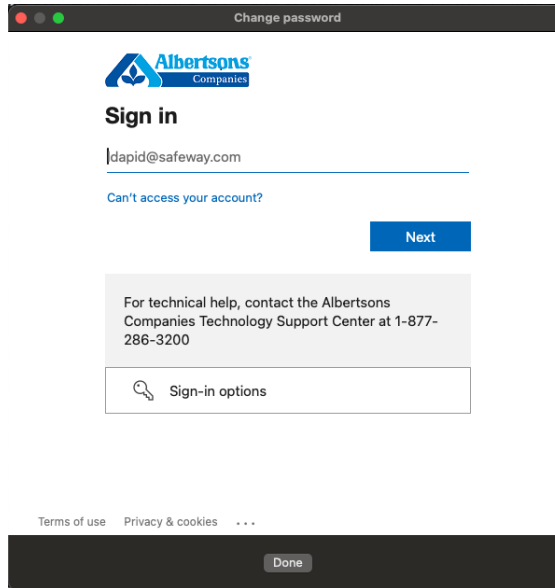 Change password
Albertsons
Companies
Sign in
ldapid@safeway.com
Can't access your account?
Next
For technical help, contact the Albertsons
Companies Technology Support Center at 1-877-
286-3200
Sign-in options
Terms of use Privacy & cookies ...
Done